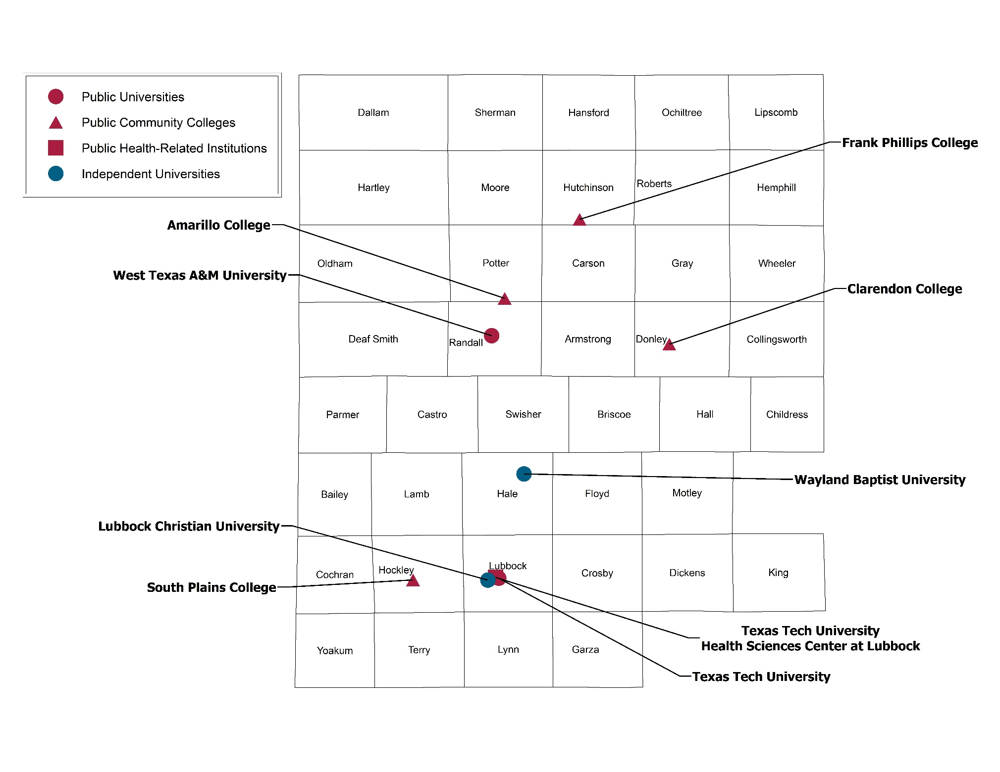 Public Universities
Public Community Colleges
Public Health-Related Institutions
Independent Universities
Dallam
Sherman
Hansford
Ochiltree
Lipscomb
Frank Phillips College
Hartley
Moore
Hutchinson
Roberts
Hemphill
Amarillo College
Oldham
Potter
Carson
Gray
Wheeler
West Texas A&M University
Clarendon College
Deaf Smith
Randall
Armstrong
Donley
Collingsworth
Parmer
Castro
Swisher
Briscoe
Hall
Childress
Wayland Baptist University
Bailey
Lamb
Hale
Floyd
Motley
Lubbock Christian University
Cochran
Hockley
Lubbock
Crosby
Dickens
King
South Plains College
Texas Tech University
Health Sciences Center at Lubbock
Yoakum
Terry
Lynn
Garza
Texas Tech University